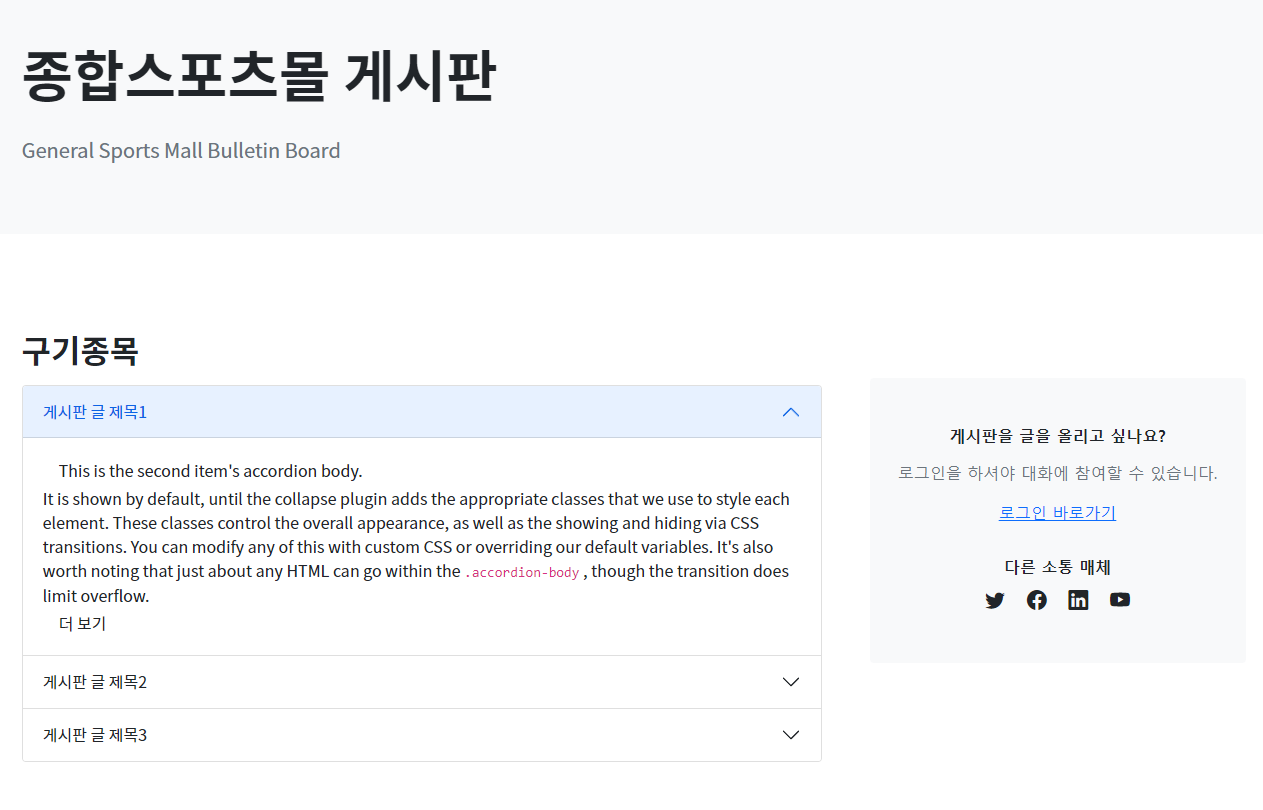 종합스포츠몰 게시판
General Sports Mall Bulletin Board
구기종목
게시판 글 제목1
This is the second item's accordion body.
It is shown by default, until the collapse plugin adds the appropriate classes that we use to style each
element. These classes control the overall appearance, as well as the showing and hiding via CSS
transitions. You can modify any of this with custom CSS or overriding our default variables. It's also
worth noting that just about any HTML can go within the .accordion-body , though the transition does
limit overflow.
더 보기
게시판 글 제목2
게시판 글 제목3
게시판을 글을 올리고 싶나요?
로그인을 하셔야 대화에 참여할 수 있습니다.
로그인 바로가기
다른 소통 매체